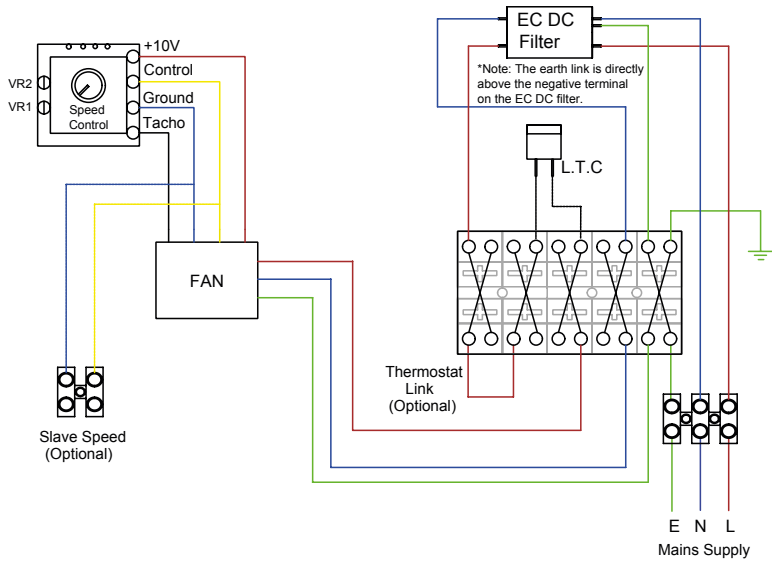 +10V
Control
Ground
Tacho
VR2
VR1
Speed
Control
EC DC
Filter
*Note: The earth link is directly
above the negative terminal
on the EC DC filter.
L.T.C
FAN
Thermostat
Link
(Optional)
Slave Speed
(Optional)
E N L
Mains Supply